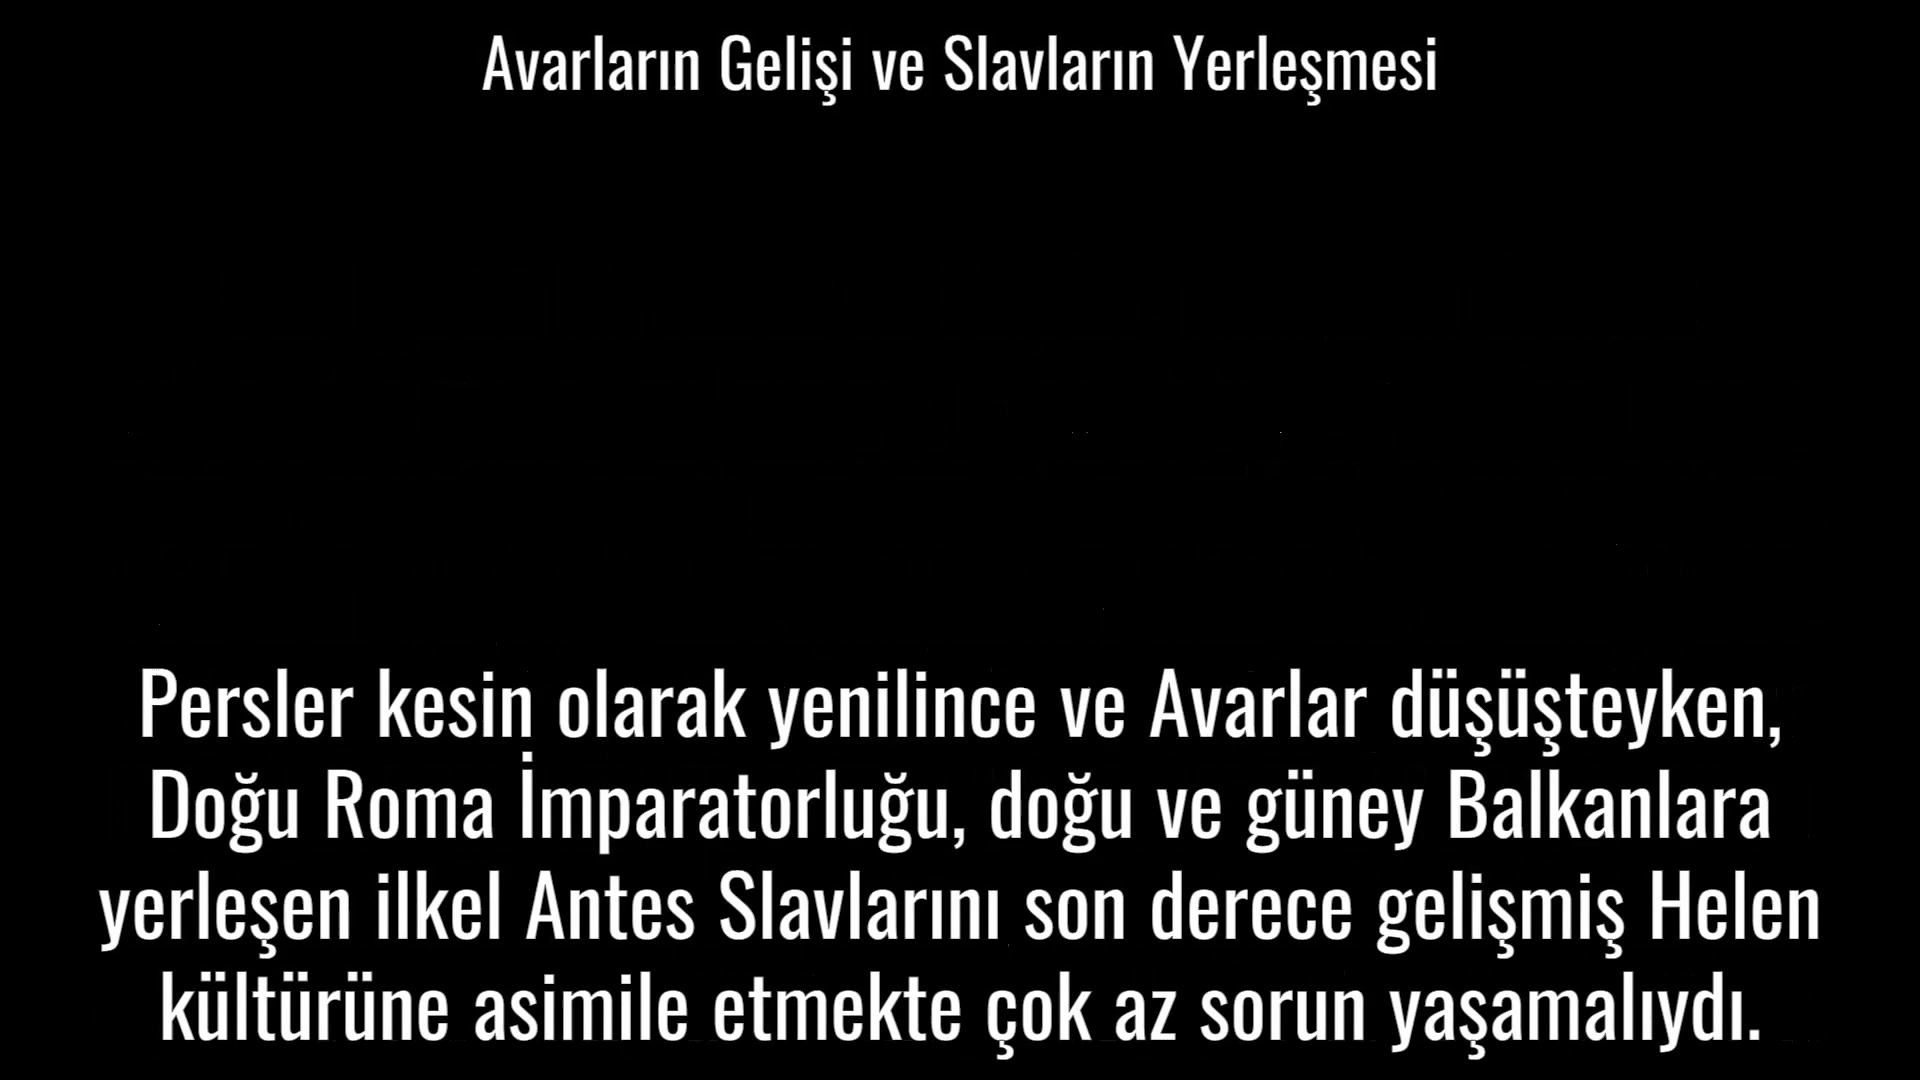 Avarların Gelişi ve Slavların Yerleşmesi
Persler kesin olarak yenilince ve Avarlar düşüşteyken,
Doğu Roma İmparatorluğu, doğu ve güney Balkanlara
yerleşen ilkel Antes Slavlarını son derece gelişmiş Helen
kültürüne asimile etmekte çok az sorun yaşamalıydı.